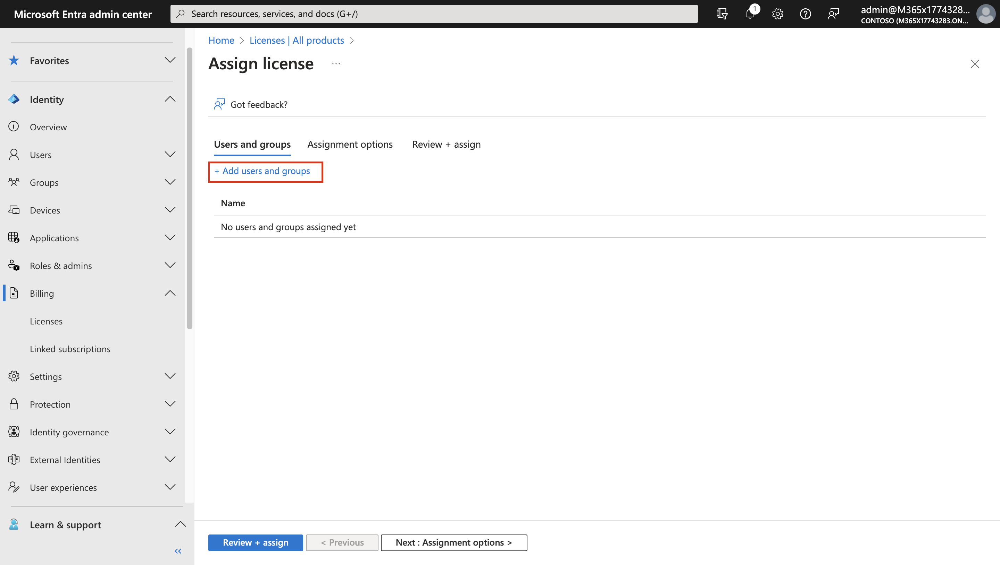 Microsoft Entra admin center
Search resources, services, and docs (G+/)
1
admin@M365x1774328...
CONTOSO (M365X17743283.ON...
Favorites
Identity
Overview
Users
Groups
Devices
Applications
Roles & admins
Billing
Licenses
Linked subscriptions
Settings
Protection
Identity governance
External Identities
User experiences
Learn & support
Home > Licenses | All products >
Assign license ...
Got feedback?
Users and groups Assignment options Review + assign
+ Add users and groups
Name
No users and groups assigned yet
Review + assign < Previous Next : Assignment options >